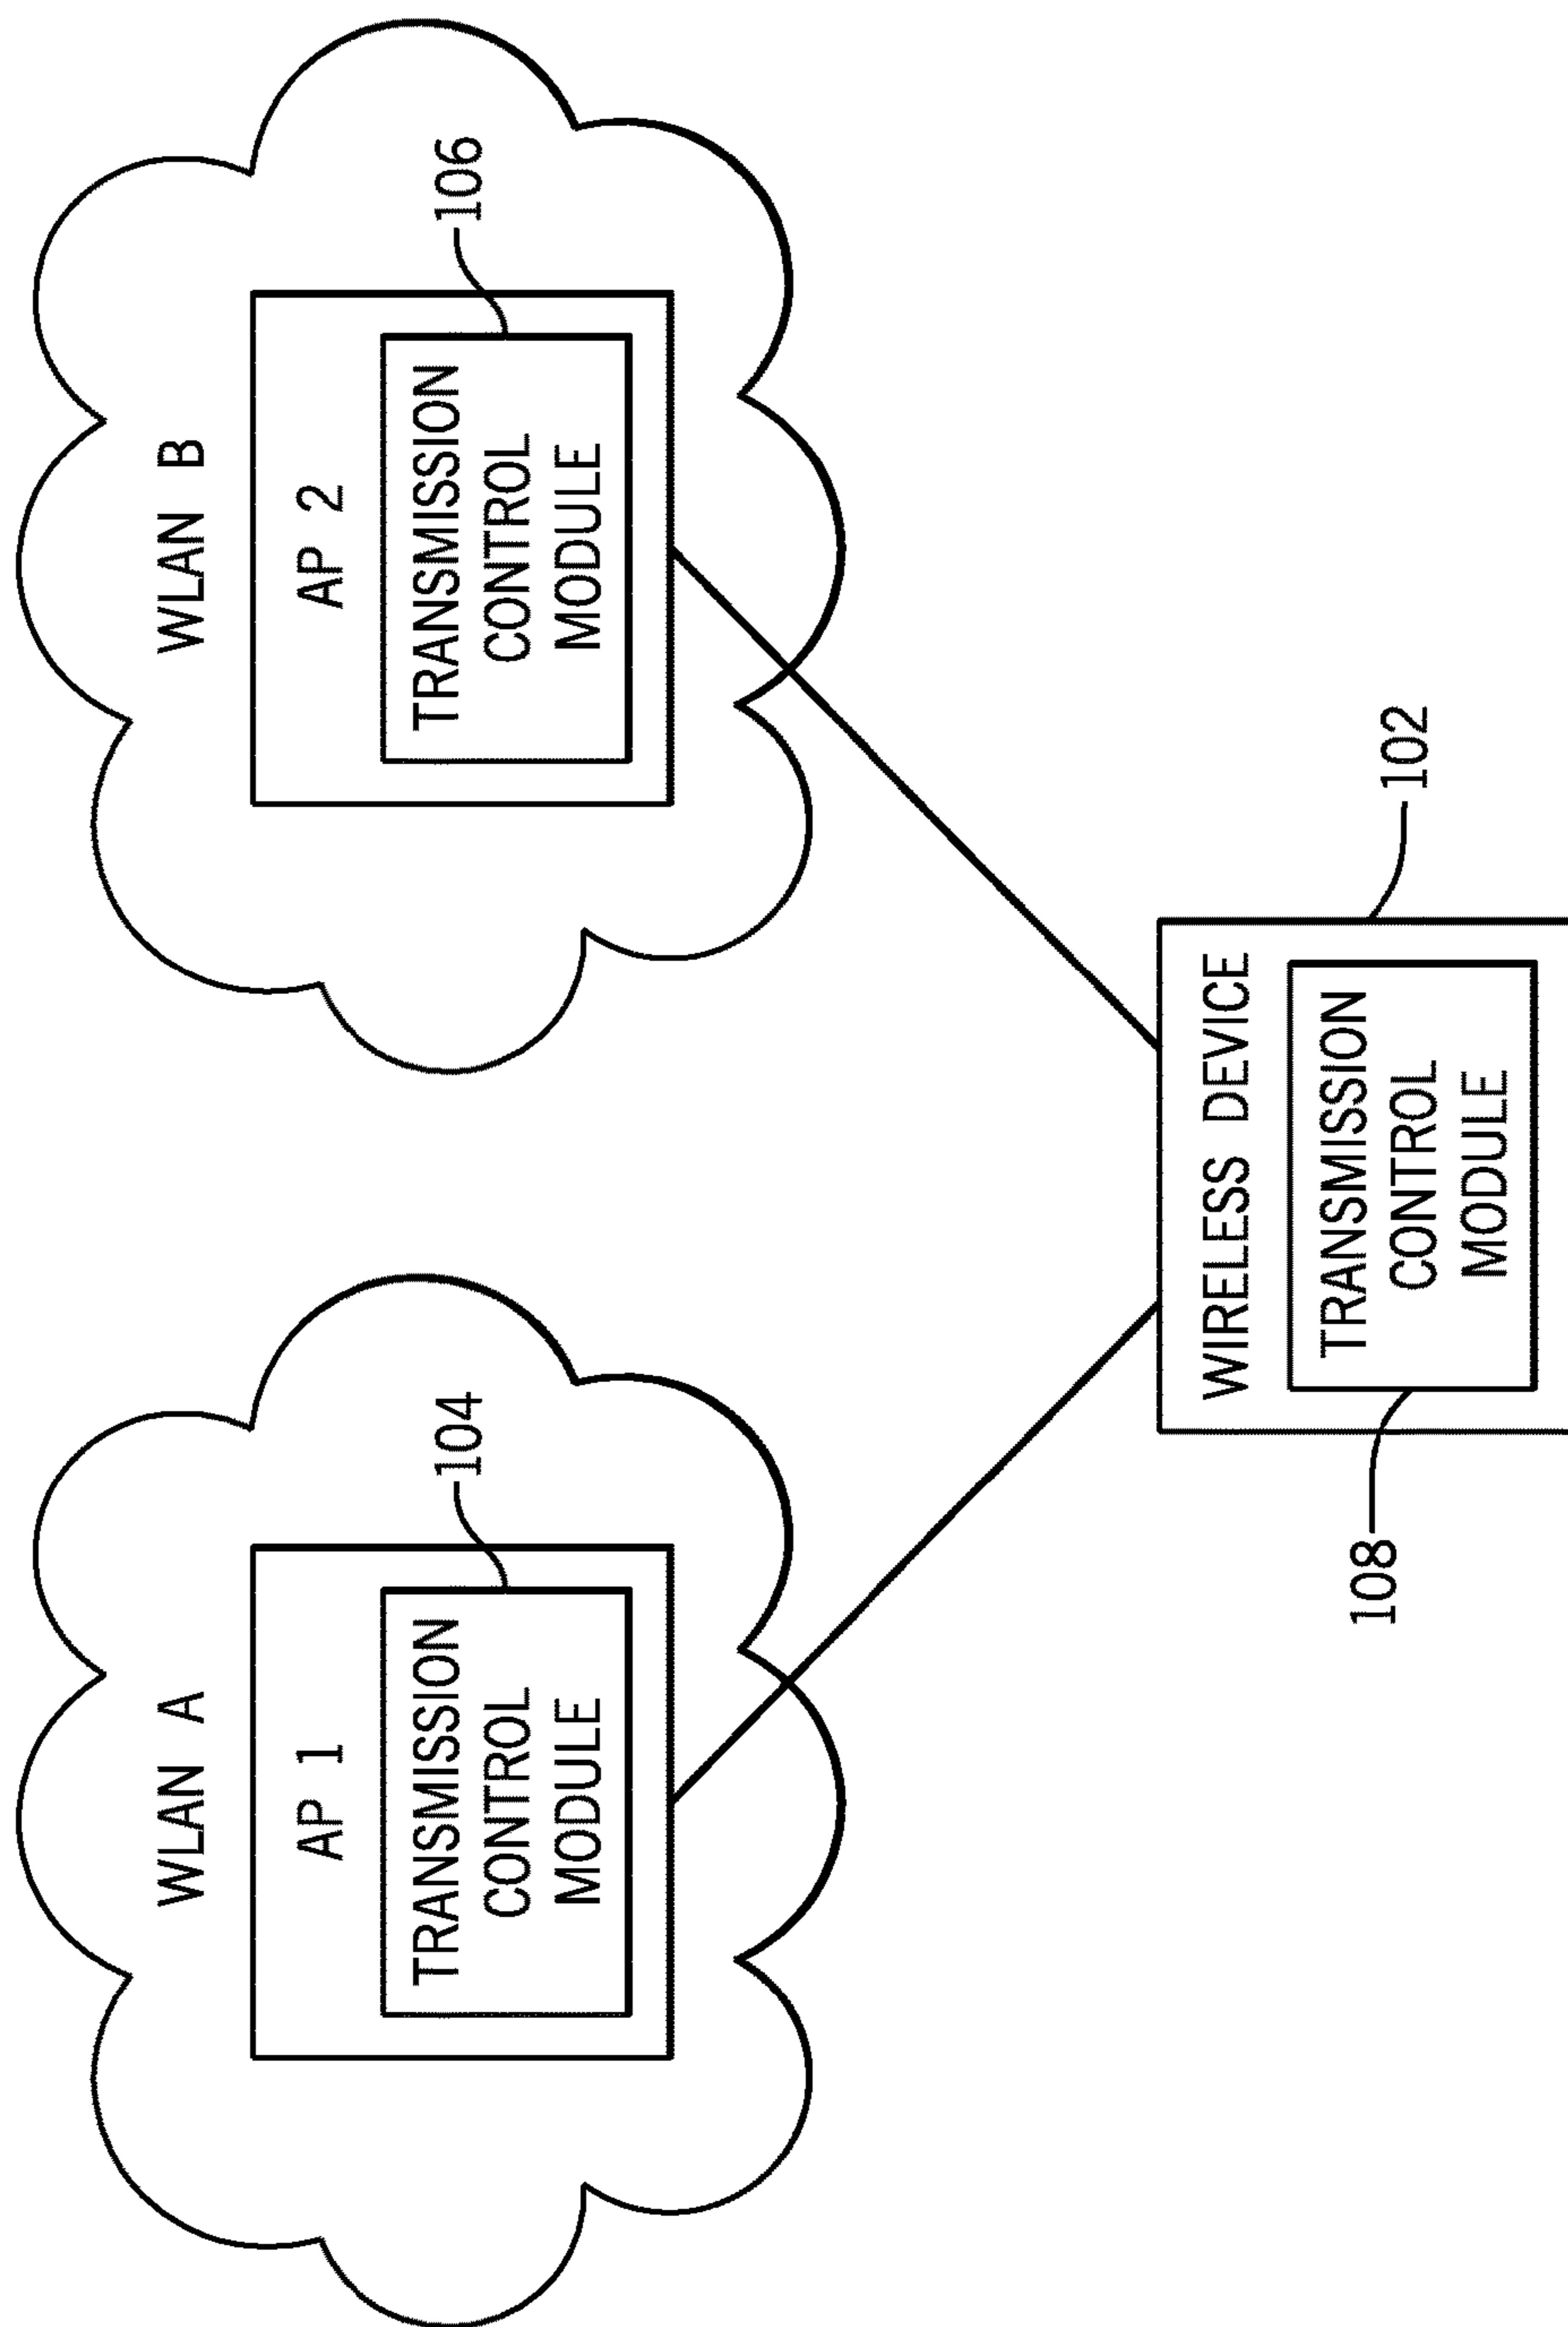 WLAN A
AP 1
TRANSMISSION
CONTROL
MODULE
104
WLAN B
AP 2
TRANSMISSION
CONTROL
MODULE
106
WIRELESS DEVICE
TRANSMISSION
CONTROL
MODULE
108
102